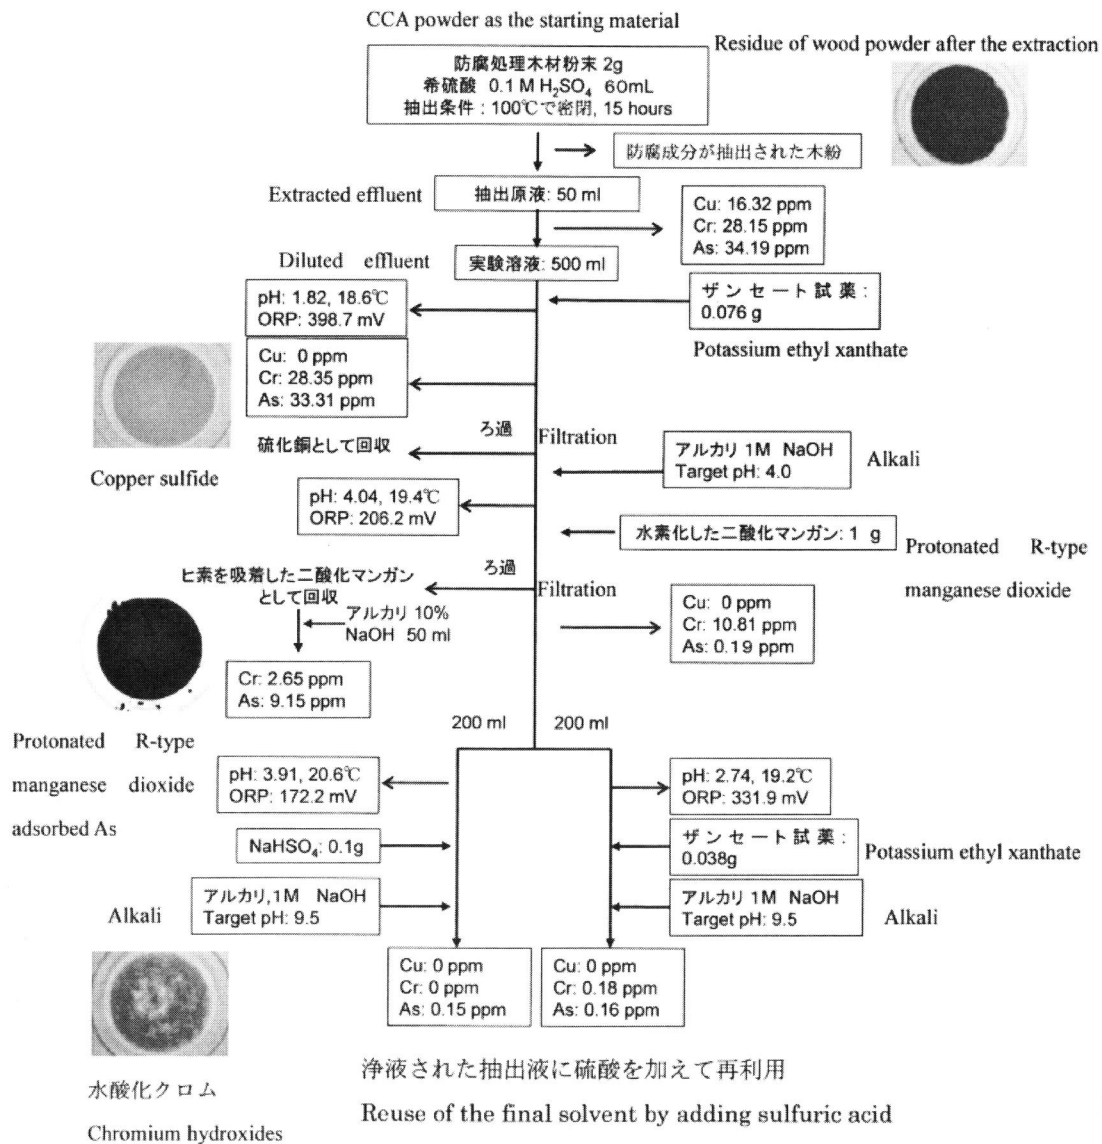 CCA powder as the starting material
Residue of wood powder after the extraction
防腐処理木材粉末 2g
希硫酸 0.1 M H₂SO₄ 60mL
抽出条件 : 100℃で密閉, 15 hours
防腐成分が抽出された木紛
Extracted effluent
抽出原液: 50 ml
Cu: 16.32 ppm
Cr: 28.15 ppm
As: 34.19 ppm
Diluted effluent
実験溶液: 500 ml
pH: 1.82, 18.6℃
ORP: 398.7 mV
ザンセート試薬 :
0.076 g
Potassium ethyl xanthate
Cu: 0 ppm
Cr: 28.35 ppm
As: 33.31 ppm
ろ過
Filtration
硫化銅として回収
Copper sulfide
アルカリ 1M NaOH
Target pH: 4.0
Alkali
pH: 4.04, 19.4℃
ORP: 206.2 mV
水素化した二酸化マンガン: 1 g
Protonated R-type
manganese dioxide
ろ過
Filtration
ヒ素を吸着した二酸化マンガン
として回収
アルカリ 10%
NaOH 50 ml
Cu: 0 ppm
Cr: 10.81 ppm
As: 0.19 ppm
Cr: 2.65 ppm
As: 9.15 ppm
Protonated R-type
manganese dioxide
adsorbed As
200 ml
200 ml
pH: 3.91, 20.6℃
ORP: 172.2 mV
pH: 2.74, 19.2℃
ORP: 331.9 mV
NaHSO₄: 0.1g
ザンセート試薬 :
0.038g
Potassium ethyl xanthate
Alkali
アルカリ, 1M NaOH
Target pH: 9.5
アルカリ 1M NaOH
Target pH: 9.5
Alkali
Cu: 0 ppm
Cr: 0 ppm
As: 0.15 ppm
Cu: 0 ppm
Cr: 0.18 ppm
As: 0.16 ppm
水酸化クロム
Chromium hydroxides
浄液された抽出液に硫酸を加えて再利用
Reuse of the final solvent by adding sulfuric acid